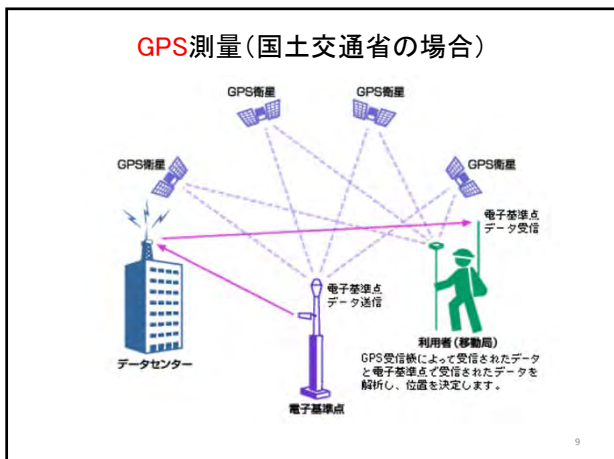 GPS測量(国土交通省の場合)
GPS衛星
GPS衛星
GPS衛星
GPS衛星
電子基準点
データ受信
電子基準点
データ送信
データセンター
電子基準点
利用者(移動局)
GPS受信機によって受信されたデータ
と電子基準点で受信されたデータを
解析し、位置を決定します。
9